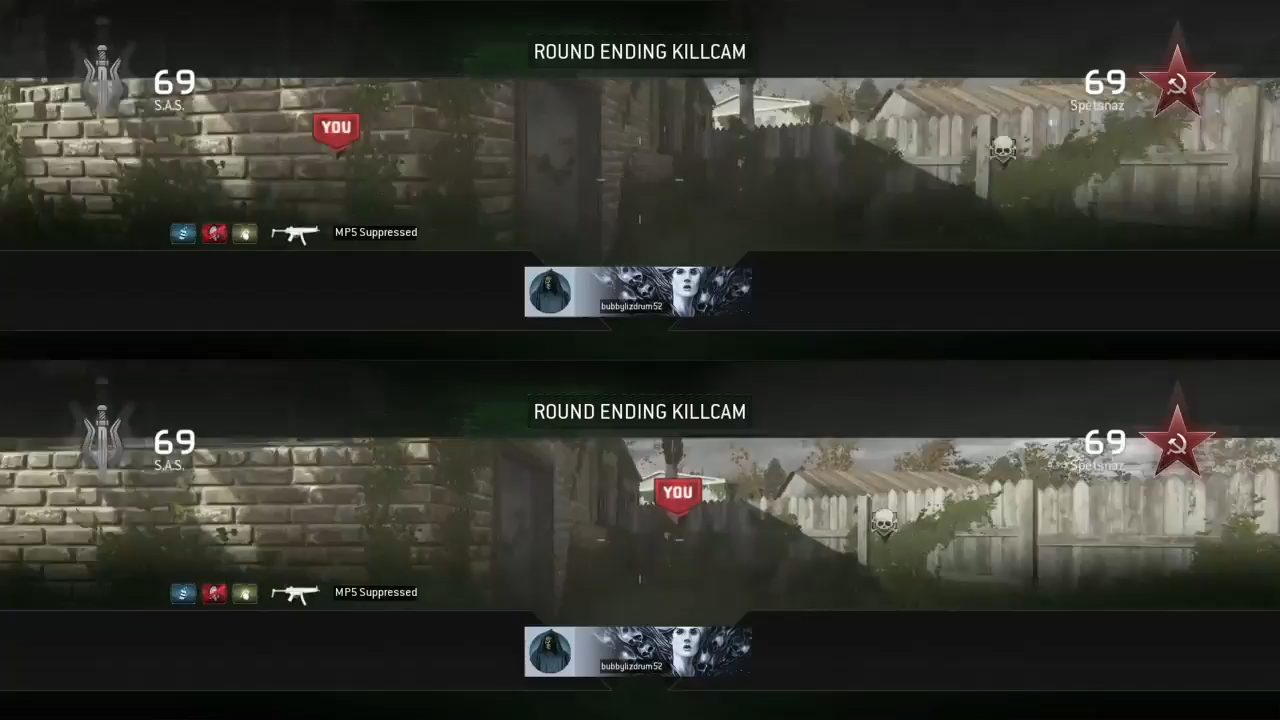 ROUND ENDING KILLCAM
69
S.A.S.
69
Spetsnaz
YOU
MP5 Suppressed
bubbylizdrum52
ROUND ENDING KILLCAM
69
S.A.S.
69
Spetsnaz
YOU
MP5 Suppressed
bubbylizdrum52